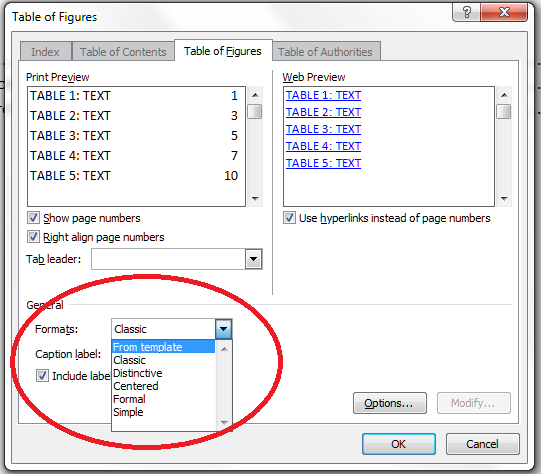 Table of Figures
Index
Table of Contents
Table of Figures
Table of Authorities
Print Preview
TABLE 1: TEXT 1
TABLE 2: TEXT 3
TABLE 3: TEXT 5
TABLE 4: TEXT 7
TABLE 5: TEXT 10
Web Preview
TABLE 1: TEXT
TABLE 2: TEXT
TABLE 3: TEXT
TABLE 4: TEXT
TABLE 5: TEXT
Show page numbers
Right align page numbers
Use hyperlinks instead of page numbers
Tab leader:
General
Formats: Classic
From template
Classic
Distinctive
Centered
Formal
Simple
Caption label:
Include labe
Options...
Modify...
OK
Cancel